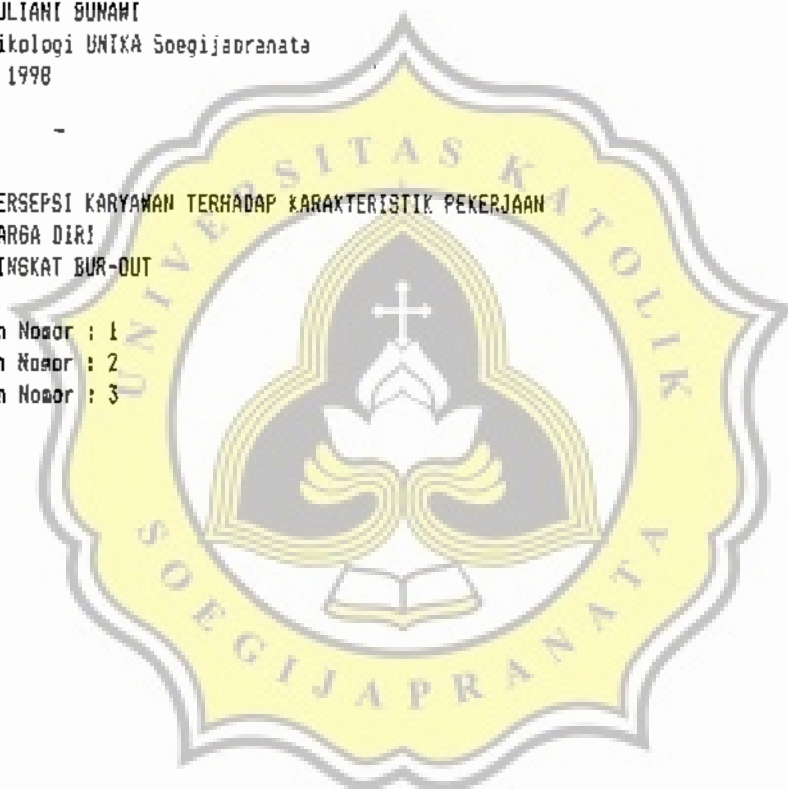 ULIANI BUNAWI
ikologi UNIKA Soegijapranata
1998
-
ERSEPSI KARYAWAN TERHADAP KARAKTERISTIK PEKERJAAN
ARGA DIRI
INGKAT BUR-OUT
n Nomor : 1
n Nomor : 2
n Nomor : 3
UNIVERSITAS KATOLIK
SOEGIJAPRANATA